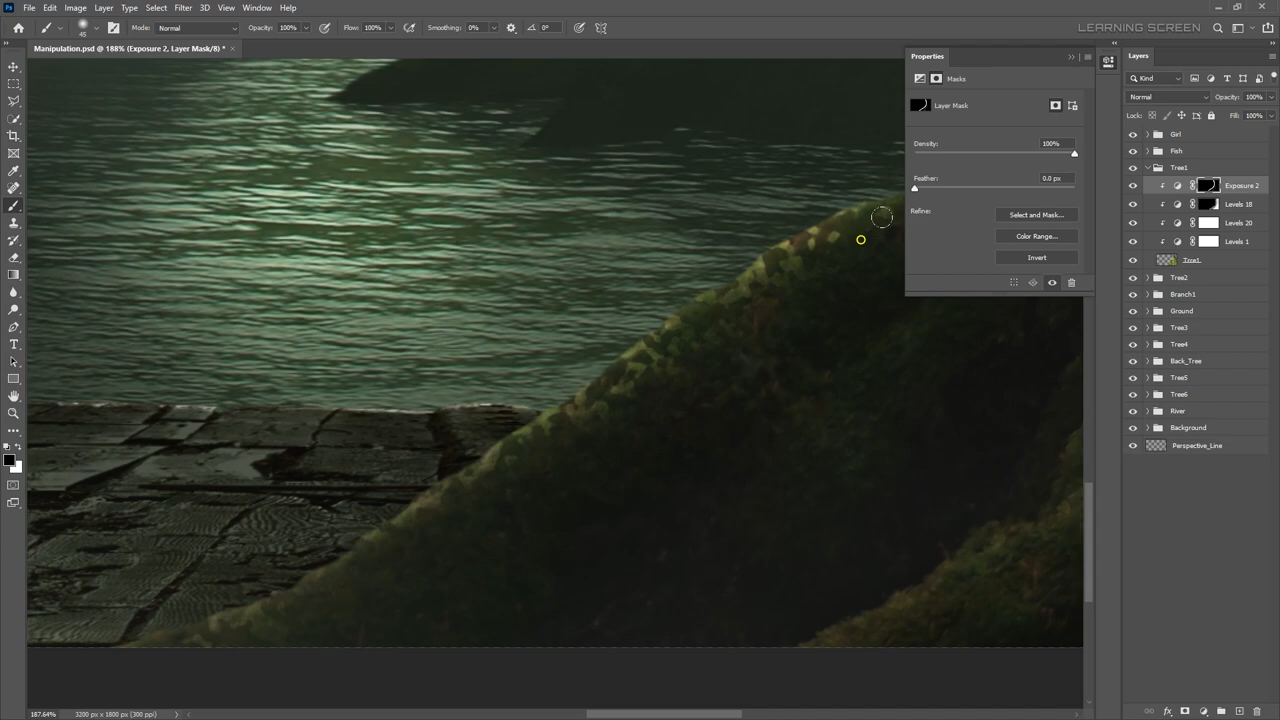 Ps File Edit Image Layer Type Select Filter 3D View Window Help
45 Mode: Normal Opacity: 100% Flow: 100% Smoothing: 0% 0° LEARNING SCREEN
Manipulation.psd @ 188% (Exposure 2, Layer Mask/8) *
Properties
Masks
Layer Mask
Density: 100%
Feather: 0.0 px
Refine: Select and Mask...
Color Range...
Invert
Layers
Kind
Normal Opacity: 100%
Lock: Fill: 100%
Girl
Fish
Tree1
Exposure 2
Levels 18
Levels 20
Levels 1
Tree1
Tree2
Branch1
Ground
Tree3
Tree4
Back_Tree
Tree5
Tree6
River
Background
Perspective_Line
187.64% 3200 px x 1800 px (300 ppi)